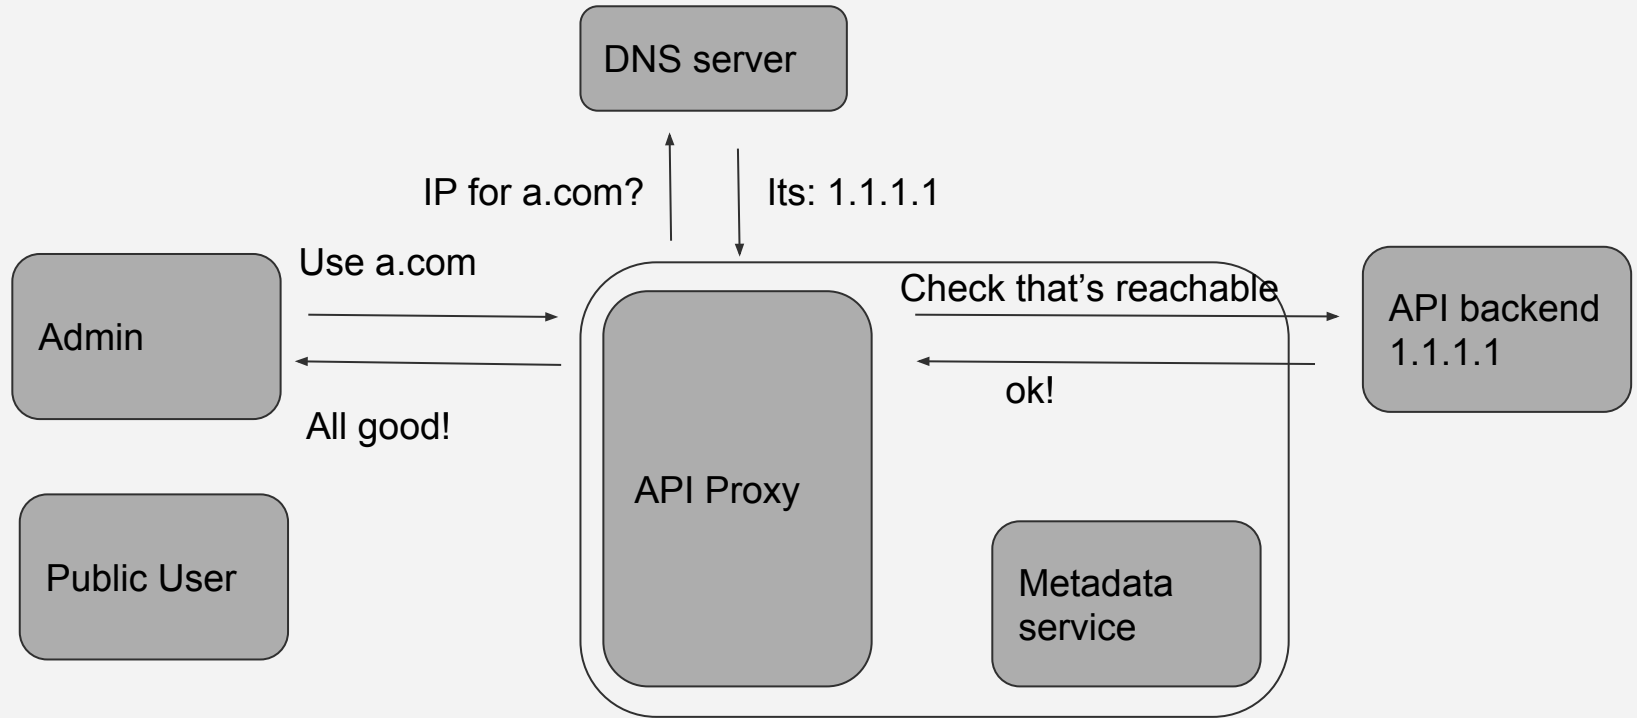 DNS server
IP for a.com?
Its: 1.1.1.1
Use a.com
Check that’s reachable
Admin
API backend
1.1.1.1
ok!
All good!
API Proxy
Public User
Metadata
service